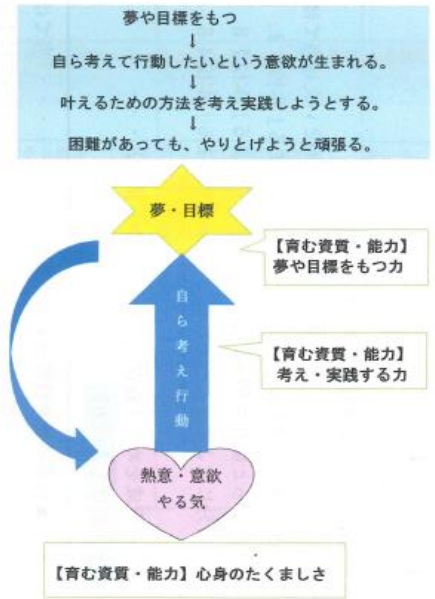 夢や目標をもつ
↓
自ら考えて行動したいという意欲が生まれる。
↓
叶えるための方法を考え実践しようとする。
↓
困難があっても、やりとげようと頑張る。
夢・目標
【育む資質・能力】
夢や目標をもつ力
自ら考え行動
【育む資質・能力】
考え・実践する力
熱意・意欲
やる気
【育む資質・能力】心身のたくましさ